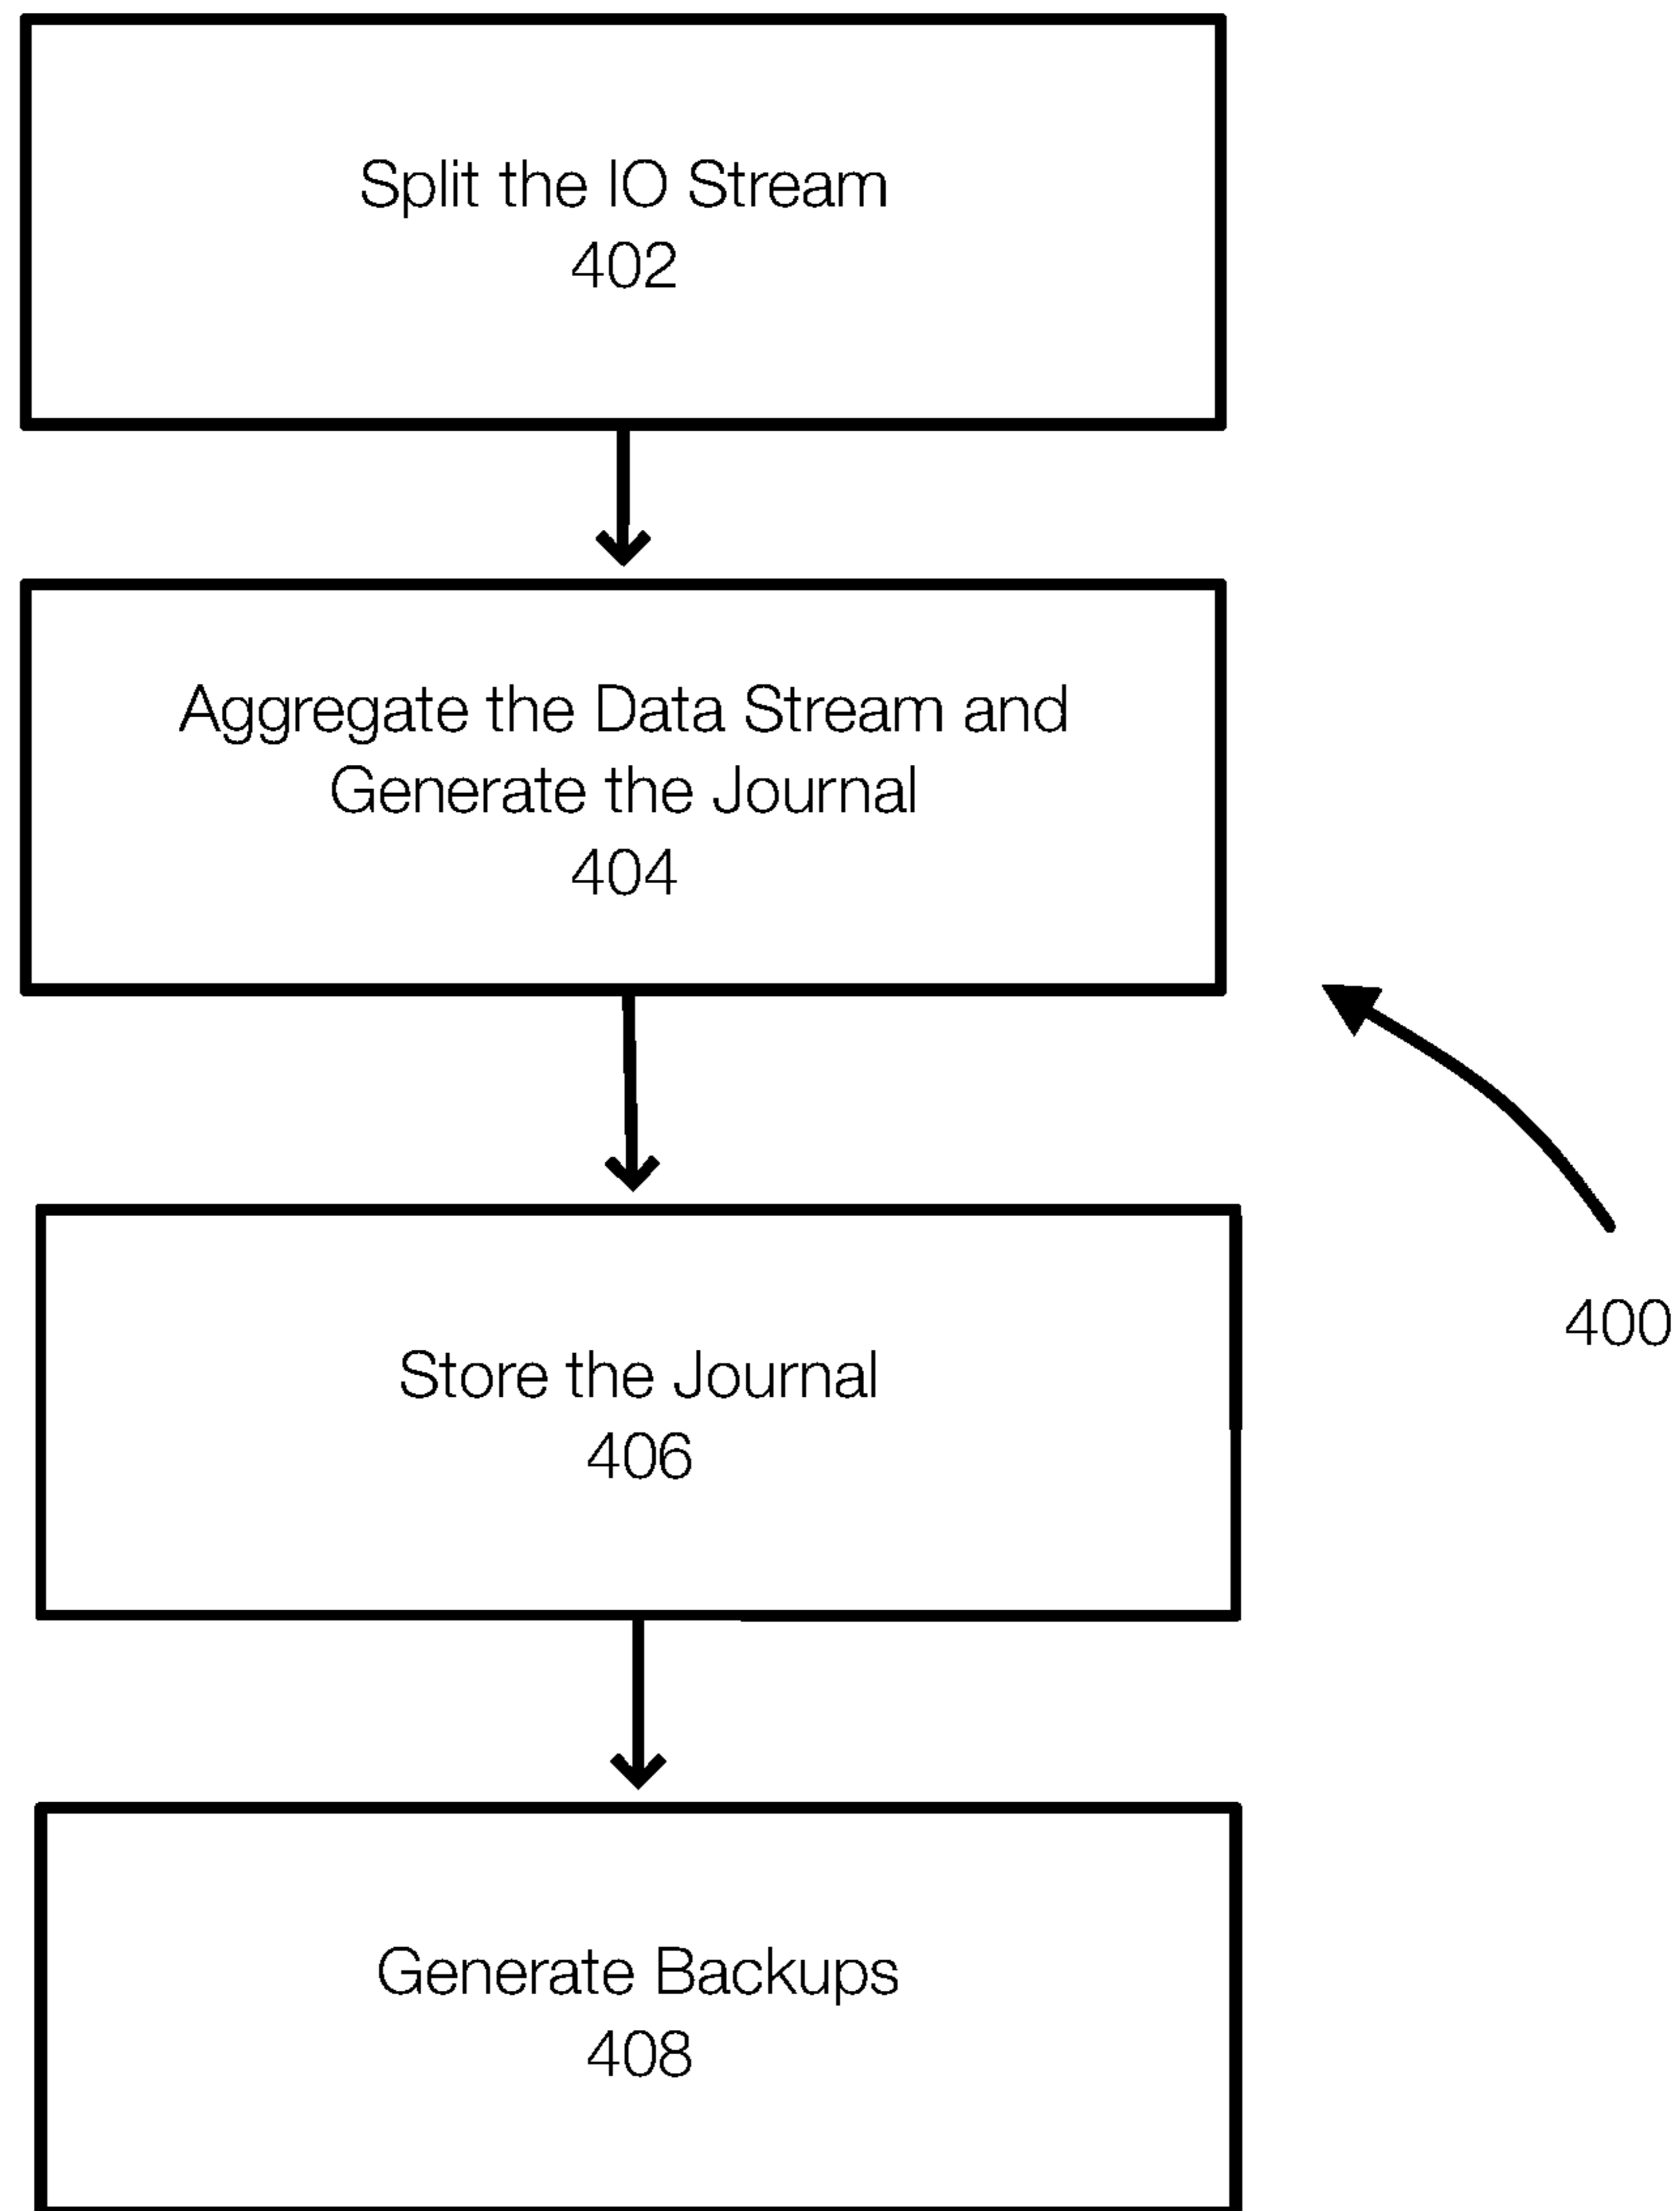 Split the IO Stream
402
Aggregate the Data Stream and
Generate the Journal
404
400
Store the Journal
406
Generate Backups
408